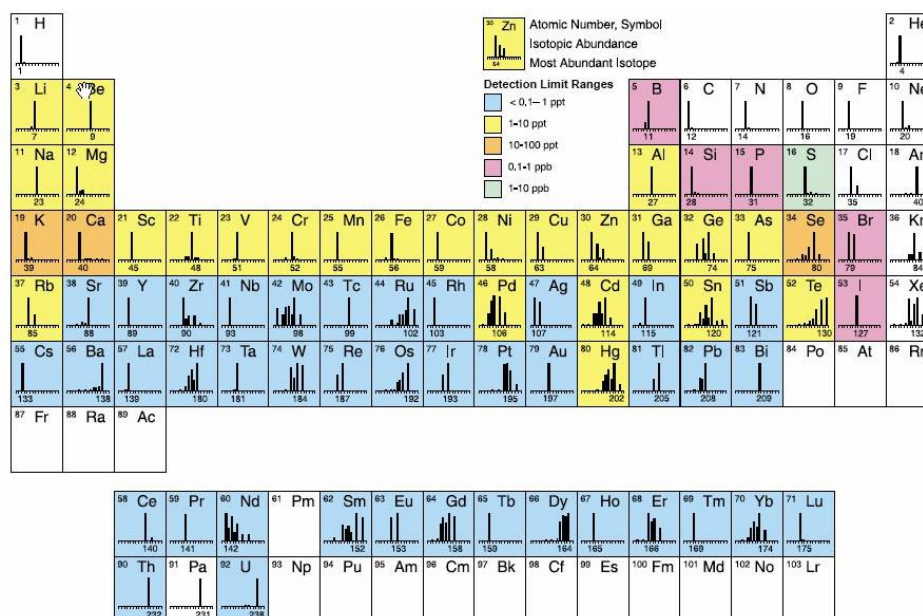 1 H
2 He
30 Zn Atomic Number, Symbol
Isotopic Abundance
64 Most Abundant Isotope
1
4
Detection Limit Ranges
< 0.1–1 ppt
1–10 ppt
10-100 ppt
0.1-1 ppb
1–10 ppb
3 Li 4 Be 5 B 6 C 7 N 8 O 9 F 10 Ne
7 9 11 12 14 16 19 20
11 Na 12 Mg 13 Al 14 Si 15 P 16 S 17 Cl 18 Ar
23 24 27 28 31 32 35 40
19 K 20 Ca 21 Sc 22 Ti 23 V 24 Cr 25 Mn 26 Fe 27 Co 28 Ni 29 Cu 30 Zn 31 Ga 32 Ge 33 As 34 Se 35 Br 36 Kr
39 40 45 48 51 52 55 56 59 58 63 64 69 74 75 80 79 84
37 Rb 38 Sr 39 Y 40 Zr 41 Nb 42 Mo 43 Tc 44 Ru 45 Rh 46 Pd 47 Ag 48 Cd 49 In 50 Sn 51 Sb 52 Te 53 I 54 Xe
85 88 89 90 93 98 99 102 103 106 107 114 115 120 121 130 127 132
55 Cs 56 Ba 57 La 72 Hf 73 Ta 74 W 75 Re 76 Os 77 Ir 78 Pt 79 Au 80 Hg 81 Tl 82 Pb 83 Bi 84 Po 85 At 86 Rn
133 138 139 180 181 184 187 192 193 195 197 202 205 208 209
87 Fr 88 Ra 89 Ac
58 Ce 59 Pr 60 Nd 61 Pm 62 Sm 63 Eu 64 Gd 65 Tb 66 Dy 67 Ho 68 Er 69 Tm 70 Yb 71 Lu
140 141 142 152 153 158 159 164 165 166 169 174 175
90 Th 91 Pa 92 U 93 Np 94 Pu 95 Am 96 Cm 97 Bk 98 Cf 99 Es 100 Fm 101 Md 102 No 103 Lr
232 231 238